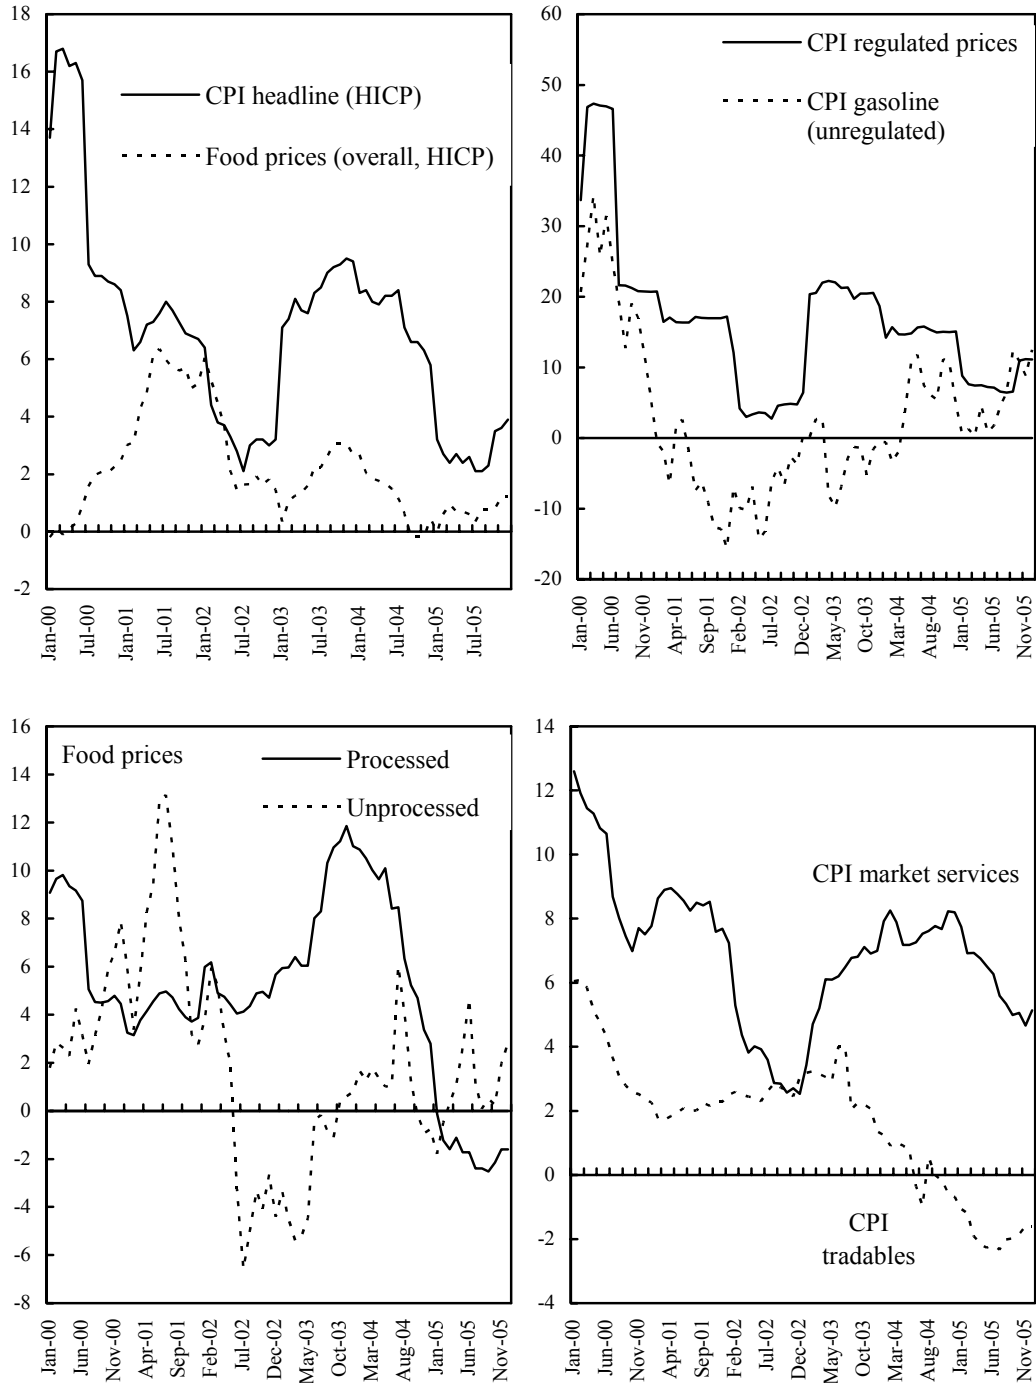 18
16
14
12
10
8
6
4
2
0
-2
CPI headline (HICP)
Food prices (overall, HICP)
Jan-00
Jul-00
Jan-01
Jul-01
Jan-02
Jul-02
Jan-03
Jul-03
Jan-04
Jul-04
Jan-05
Jul-05
60
50
40
30
20
10
0
-10
-20
CPI regulated prices
CPI gasoline
(unregulated)
Jan-00
Jun-00
Nov-00
Apr-01
Sep-01
Feb-02
Jul-02
Dec-02
May-03
Oct-03
Mar-04
Aug-04
Jan-05
Jun-05
Nov-05
16
14
12
10
8
6
4
2
0
-2
-4
-6
-8
Food prices
Processed
Unprocessed
Jan-00
Jun-00
Nov-00
Apr-01
Sep-01
Feb-02
Jul-02
Dec-02
May-03
Oct-03
Mar-04
Aug-04
Jan-05
Jun-05
Nov-05
14
12
10
8
6
4
2
0
-2
-4
CPI market services
CPI
tradables
Jan-00
Jun-00
Nov-00
Apr-01
Sep-01
Feb-02
Jul-02
Dec-02
May-03
Oct-03
Mar-04
Aug-04
Jan-05
Jun-05
Nov-05